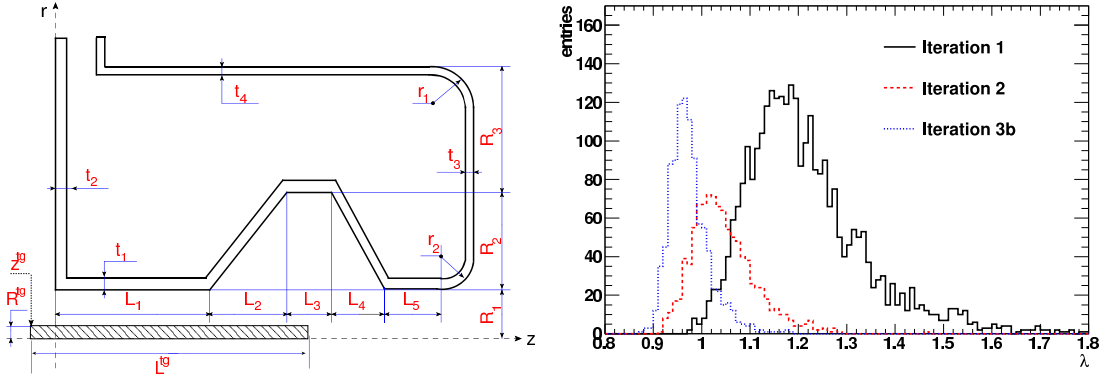 r
t4
r1
R3
t3
t2
t1
r2
R2
ztg
Rtg
L1
L2
L3
L4
L5
R1
z
Ltg
entries
160
140
120
100
80
60
40
20
0
0.8
0.9
1
1.1
1.2
1.3
1.4
1.5
1.6
1.7
1.8
λ
Iteration 1
Iteration 2
Iteration 3b